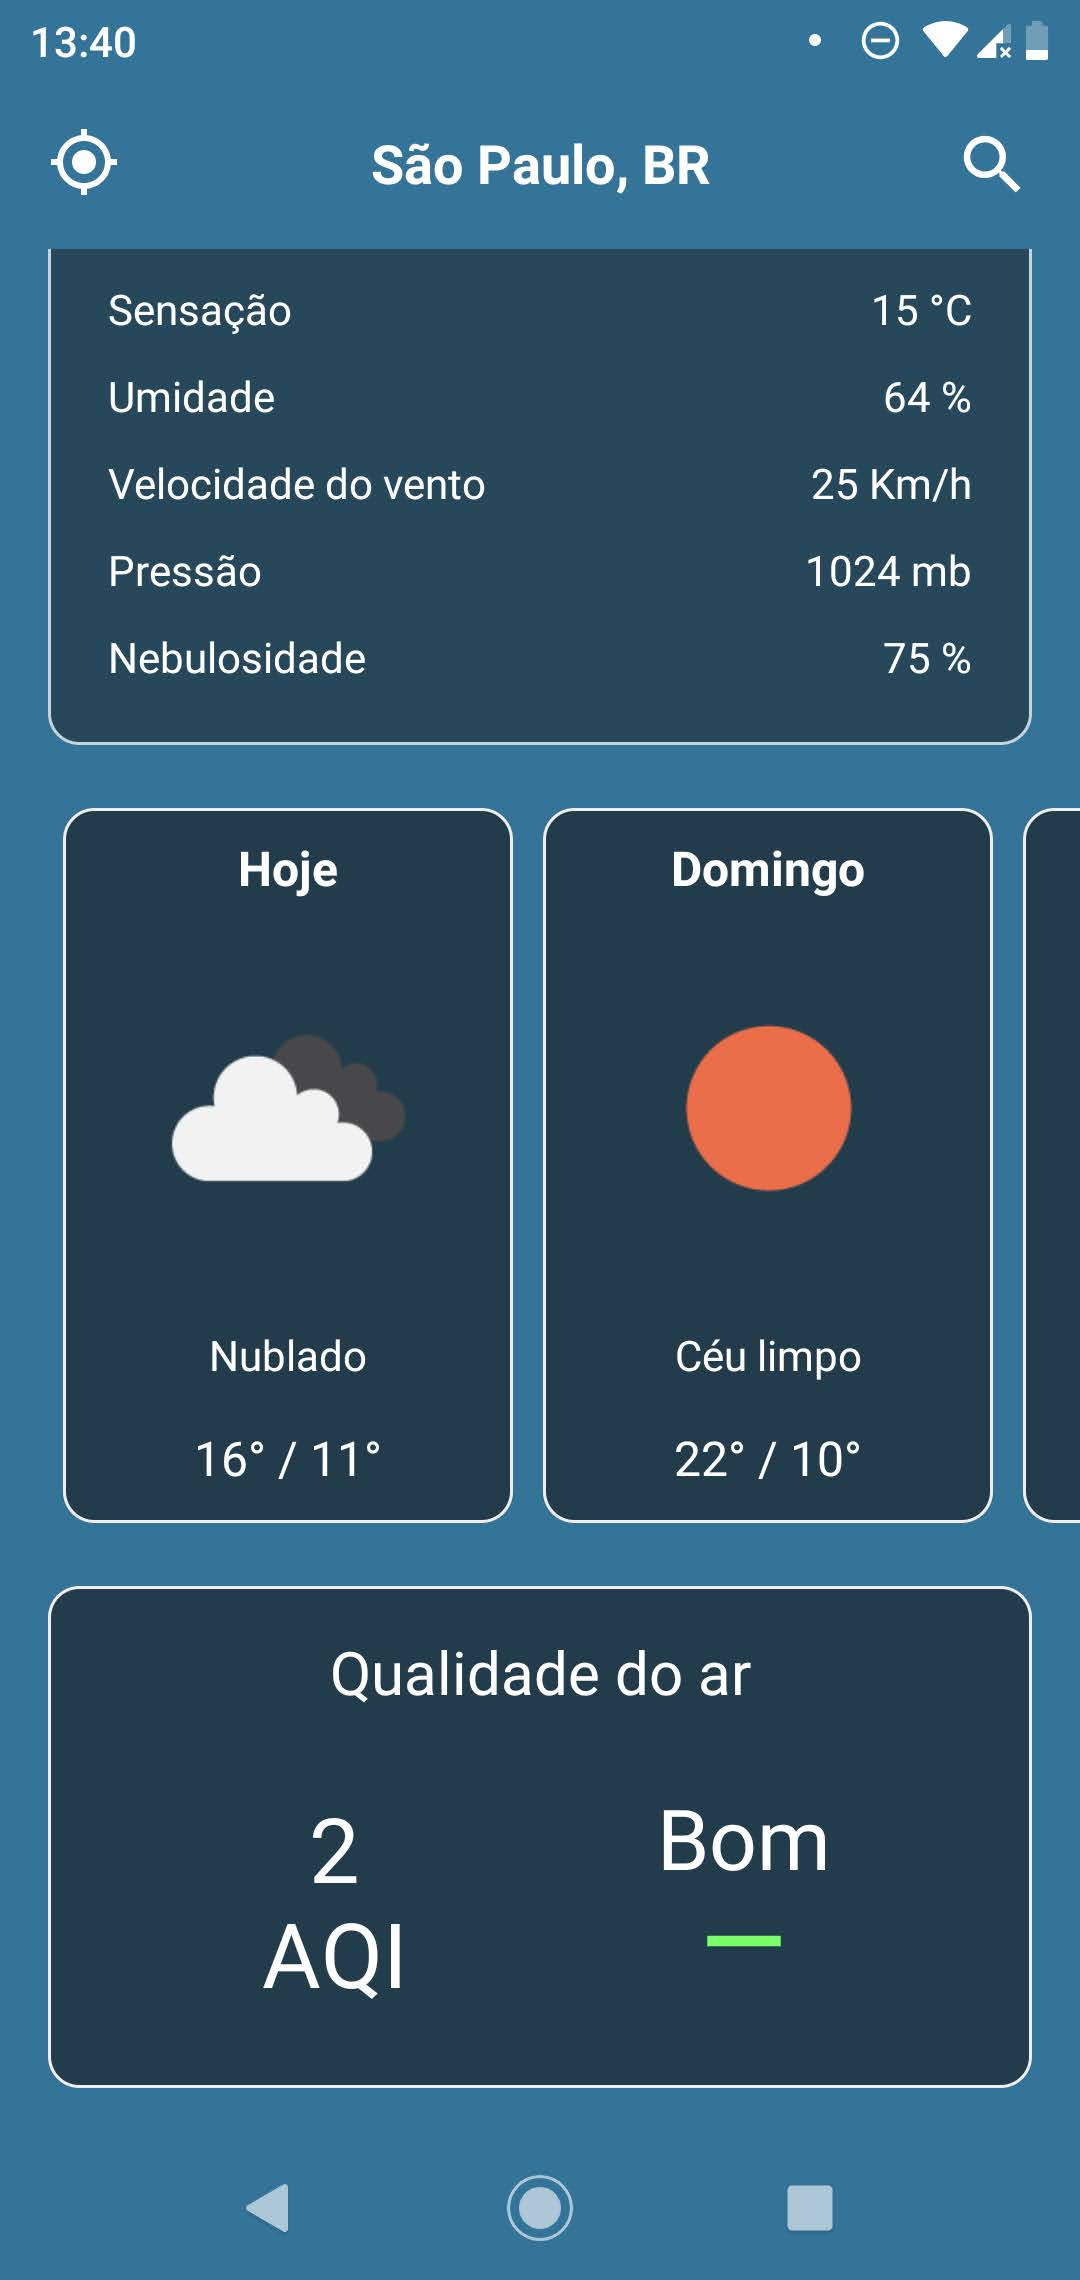 13:40
São Paulo, BR
Sensação 15 °C
Umidade 64 %
Velocidade do vento 25 Km/h
Pressão 1024 mb
Nebulosidade 75 %
Hoje
Nublado
16° / 11°
Domingo
Céu limpo
22° / 10°
Qualidade do ar
2
AQI
Bom